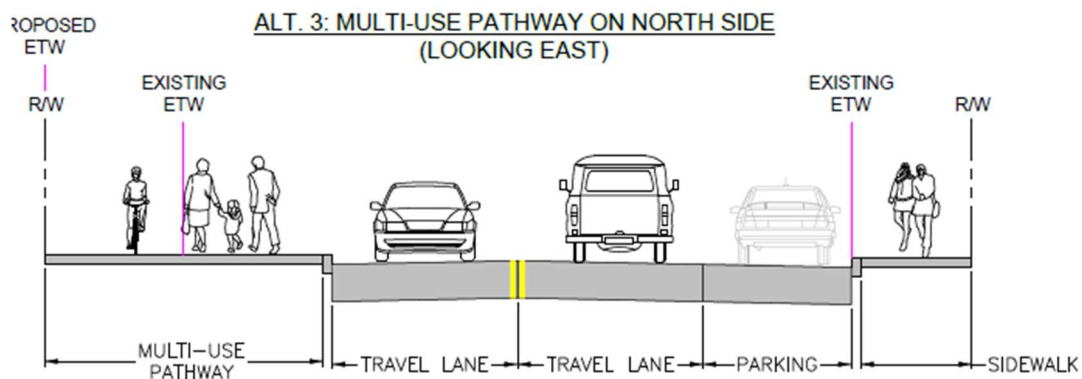 ALT. 3: MULTI-USE PATHWAY ON NORTH SIDE
(LOOKING EAST)
ROPOSED
ETW
R/W
EXISTING
ETW
EXISTING
ETW
R/W
MULTI-USE
PATHWAY
TRAVEL LANE
TRAVEL LANE
PARKING
SIDEWALK